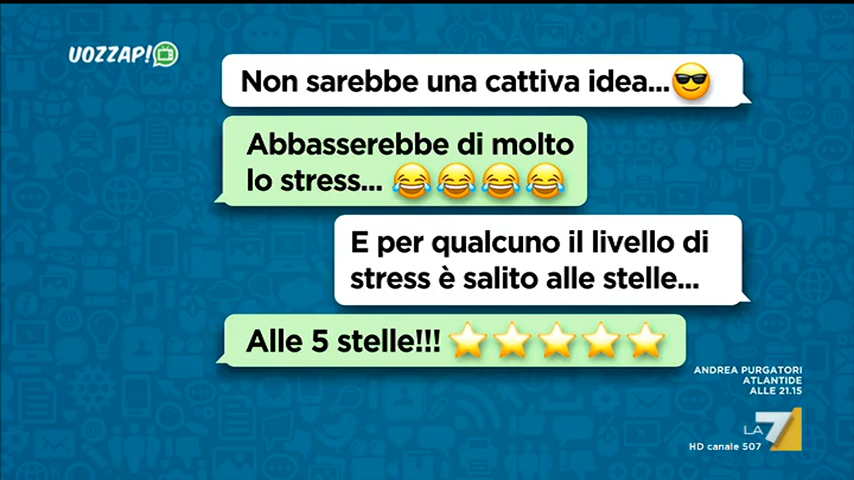 UOZZAP!
Non sarebbe una cattiva idea...😎
Abbasserebbe di molto
lo stress... 😂😂😂😂
E per qualcuno il livello di
stress è salito alle stelle...
Alle 5 stelle!!! ⭐⭐⭐⭐⭐
ANDREA PURGATORI
ATLANTIDE
ALLE 21.15
LA7
HD canale 507